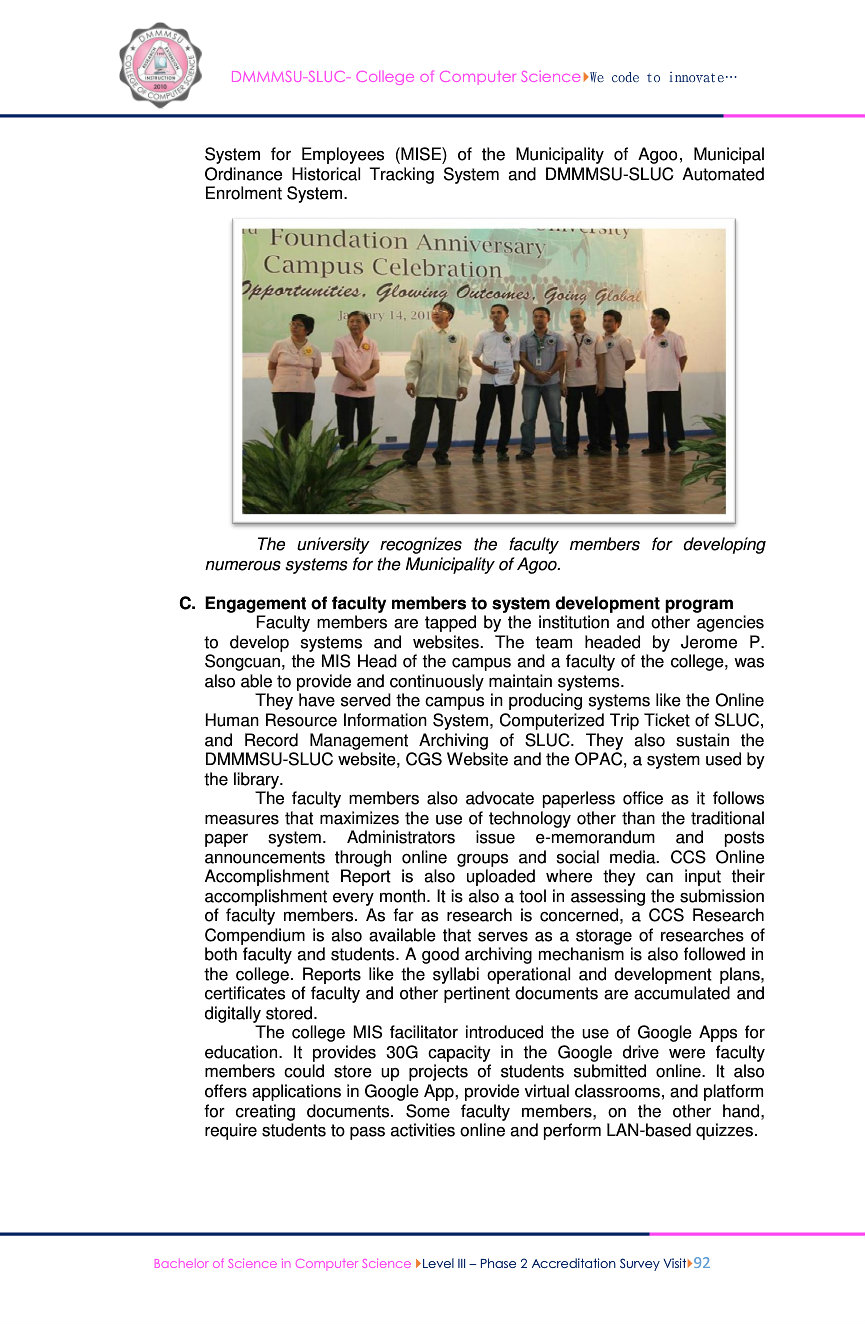 DMMMSU
COLLEGE OF COMPUTER SCIENCE
RESEARCH
EXTENSION
INSTRUCTION
2010
DMMMSU-SLUC- College of Computer Science We code to innovate…
System for Employees (MISE) of the Municipality of Agoo, Municipal
Ordinance Historical Tracking System and DMMMSU-SLUC Automated
Enrolment System.
University
Foundation Anniversary
Campus Celebration
Opportunities, Glowing Outcomes, Going Global
January 14, 201
The university recognizes the faculty members for developing
numerous systems for the Municipality of Agoo.
C. Engagement of faculty members to system development program
Faculty members are tapped by the institution and other agencies
to develop systems and websites. The team headed by Jerome P.
Songcuan, the MIS Head of the campus and a faculty of the college, was
also able to provide and continuously maintain systems.
They have served the campus in producing systems like the Online
Human Resource Information System, Computerized Trip Ticket of SLUC,
and Record Management Archiving of SLUC. They also sustain the
DMMMSU-SLUC website, CGS Website and the OPAC, a system used by
the library.
The faculty members also advocate paperless office as it follows
measures that maximizes the use of technology other than the traditional
paper system. Administrators issue e-memorandum and posts
announcements through online groups and social media. CCS Online
Accomplishment Report is also uploaded where they can input their
accomplishment every month. It is also a tool in assessing the submission
of faculty members. As far as research is concerned, a CCS Research
Compendium is also available that serves as a storage of researches of
both faculty and students. A good archiving mechanism is also followed in
the college. Reports like the syllabi operational and development plans,
certificates of faculty and other pertinent documents are accumulated and
digitally stored.
The college MIS facilitator introduced the use of Google Apps for
education. It provides 30G capacity in the Google drive were faculty
members could store up projects of students submitted online. It also
offers applications in Google App, provide virtual classrooms, and platform
for creating documents. Some faculty members, on the other hand,
require students to pass activities online and perform LAN-based quizzes.
Bachelor of Science in Computer Science Level III – Phase 2 Accreditation Survey Visit 92